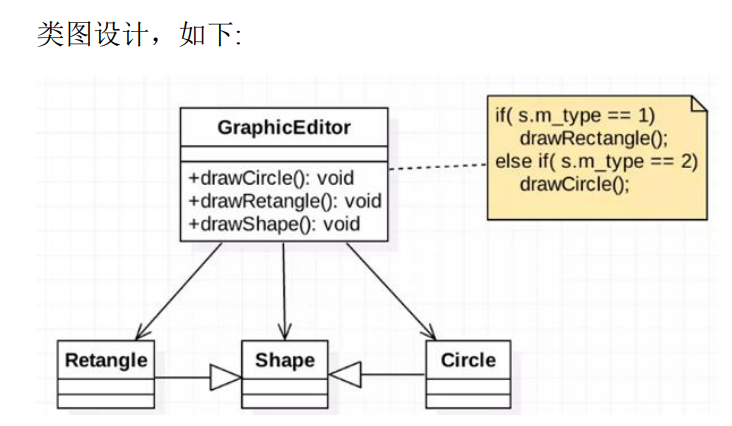 类图设计，如下:
GraphicEditor
+drawCircle(): void
+drawRetangle(): void
+drawShape(): void
if( s.m_type == 1)
drawRectangle();
else if( s.m_type == 2)
drawCircle();
Retangle
Shape
Circle